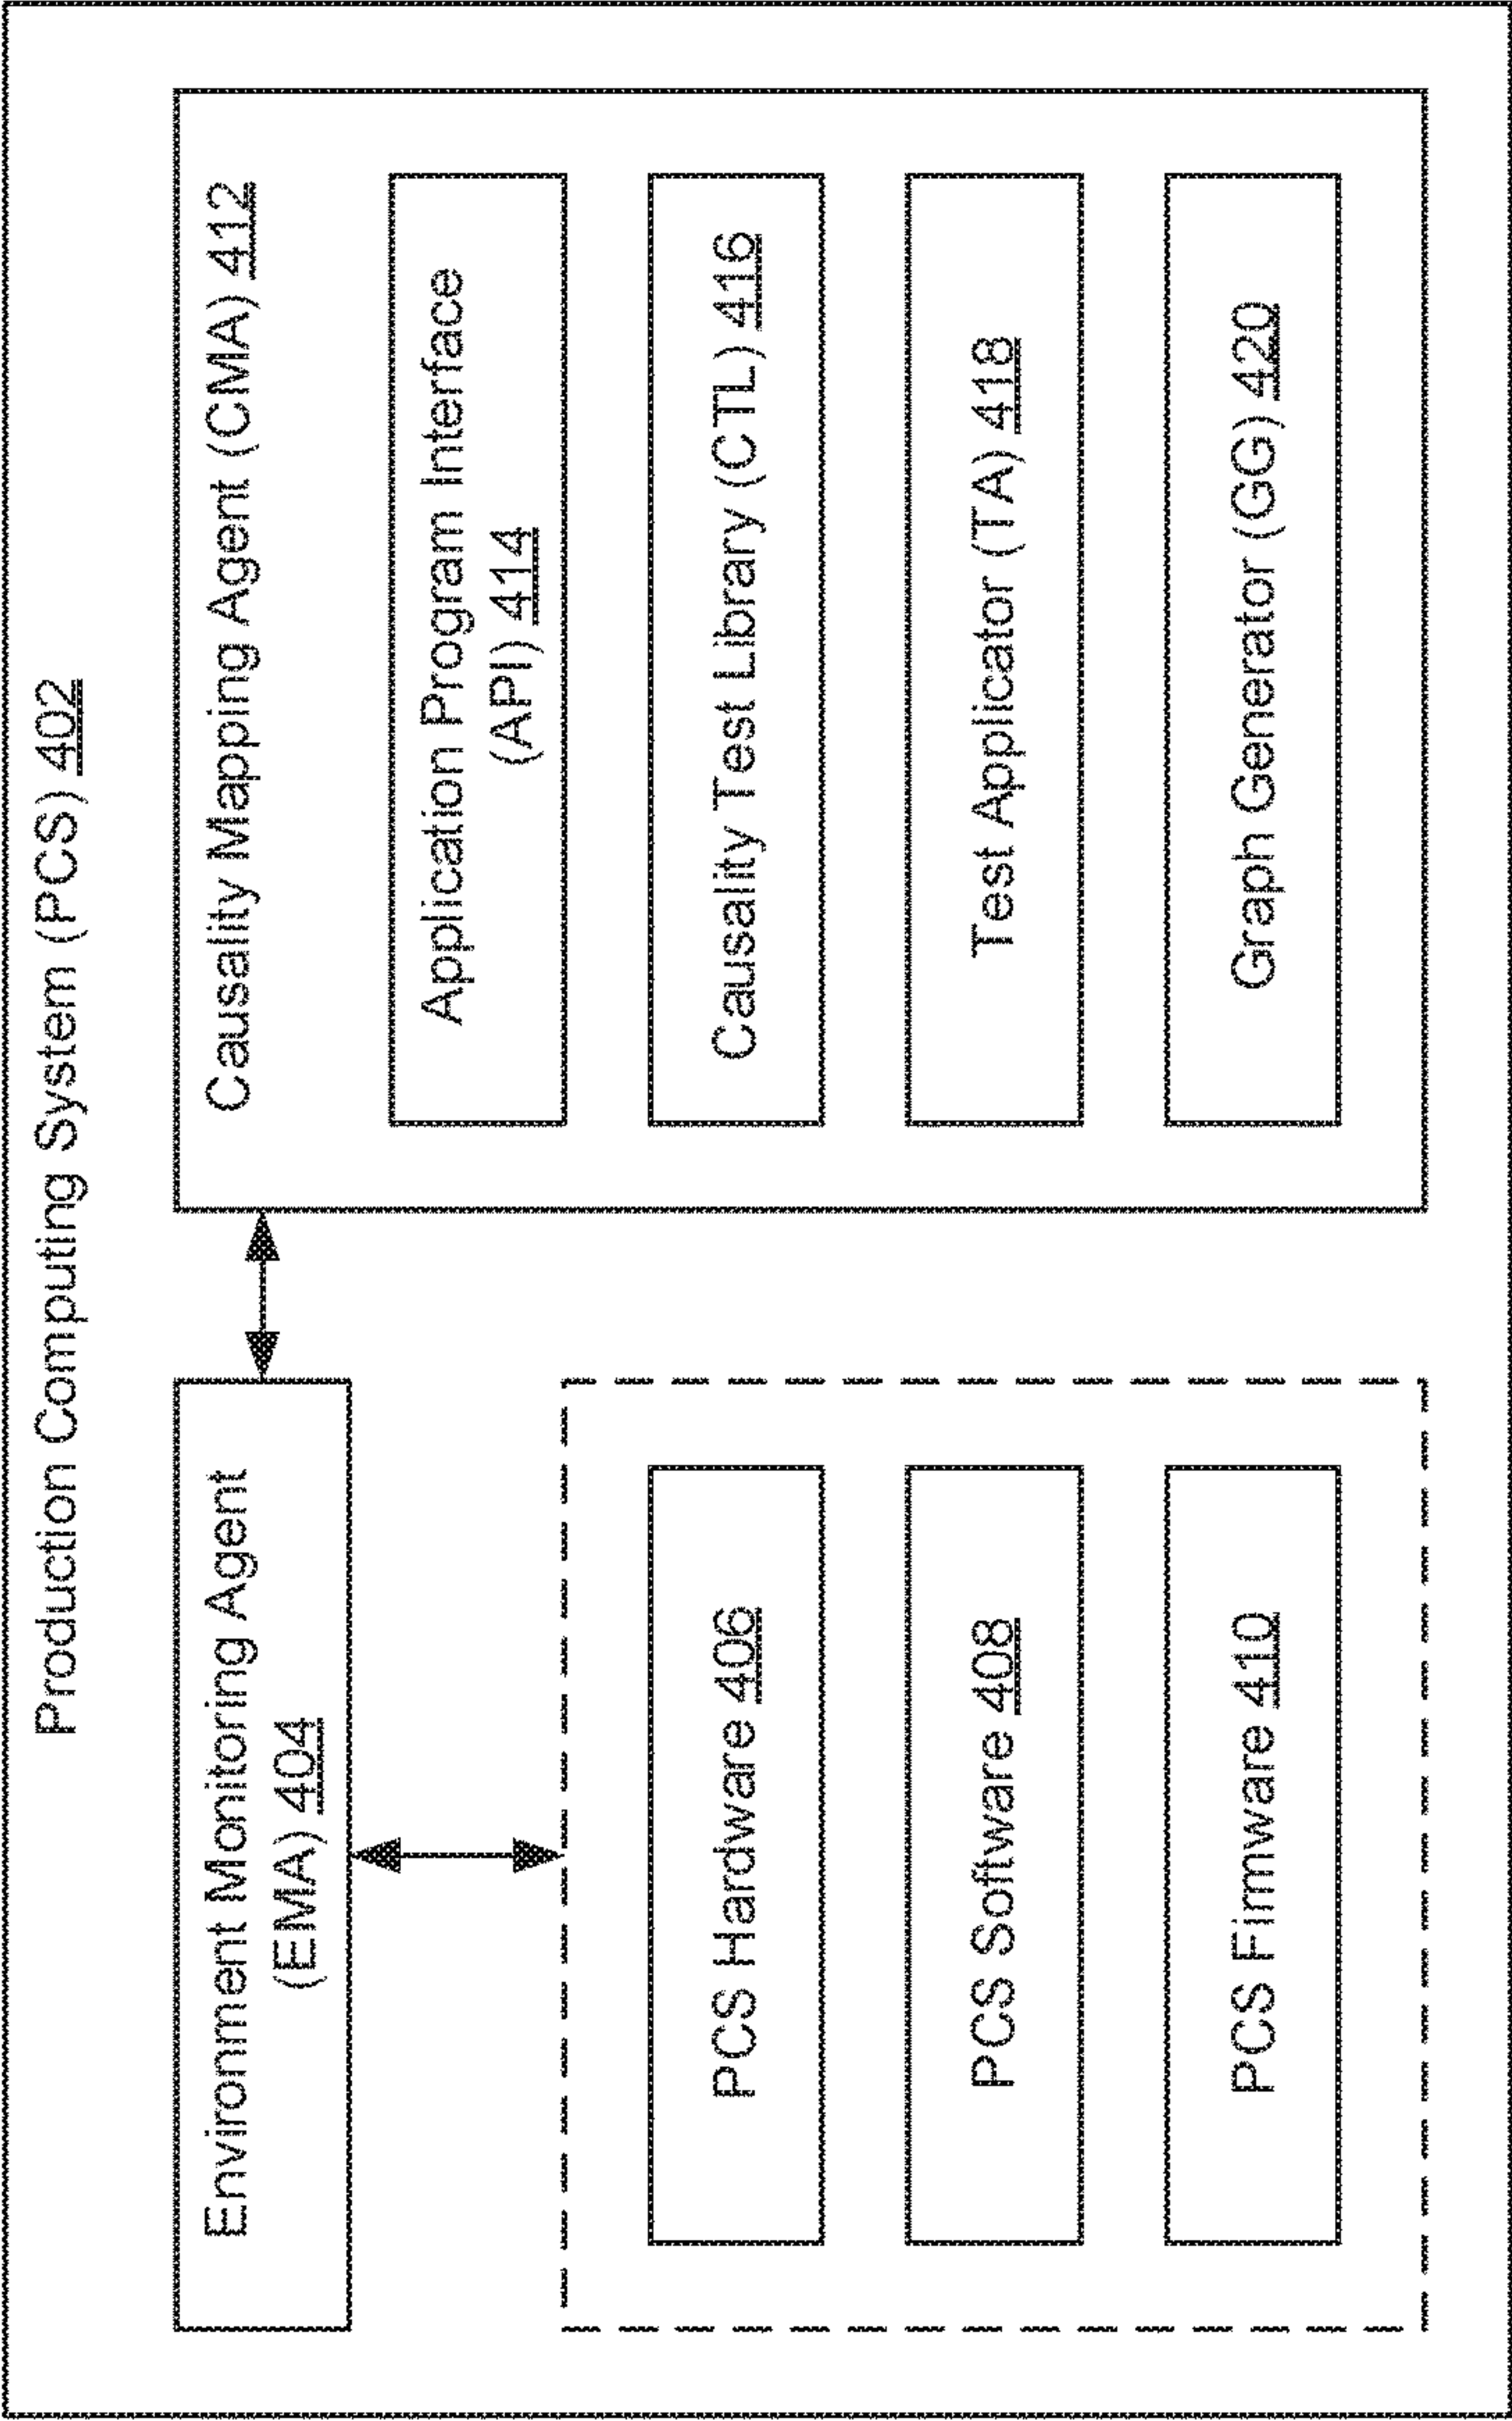 Production Computing System (PCS) 402
Environment Monitoring Agent
(EMA) 404
PCS Hardware 406
PCS Software 408
PCS Firmware 410
Causality Mapping Agent (CMA) 412
Application Program Interface
(API) 414
Causality Test Library (CTL) 416
Test Applicator (TA) 418
Graph Generator (GG) 420